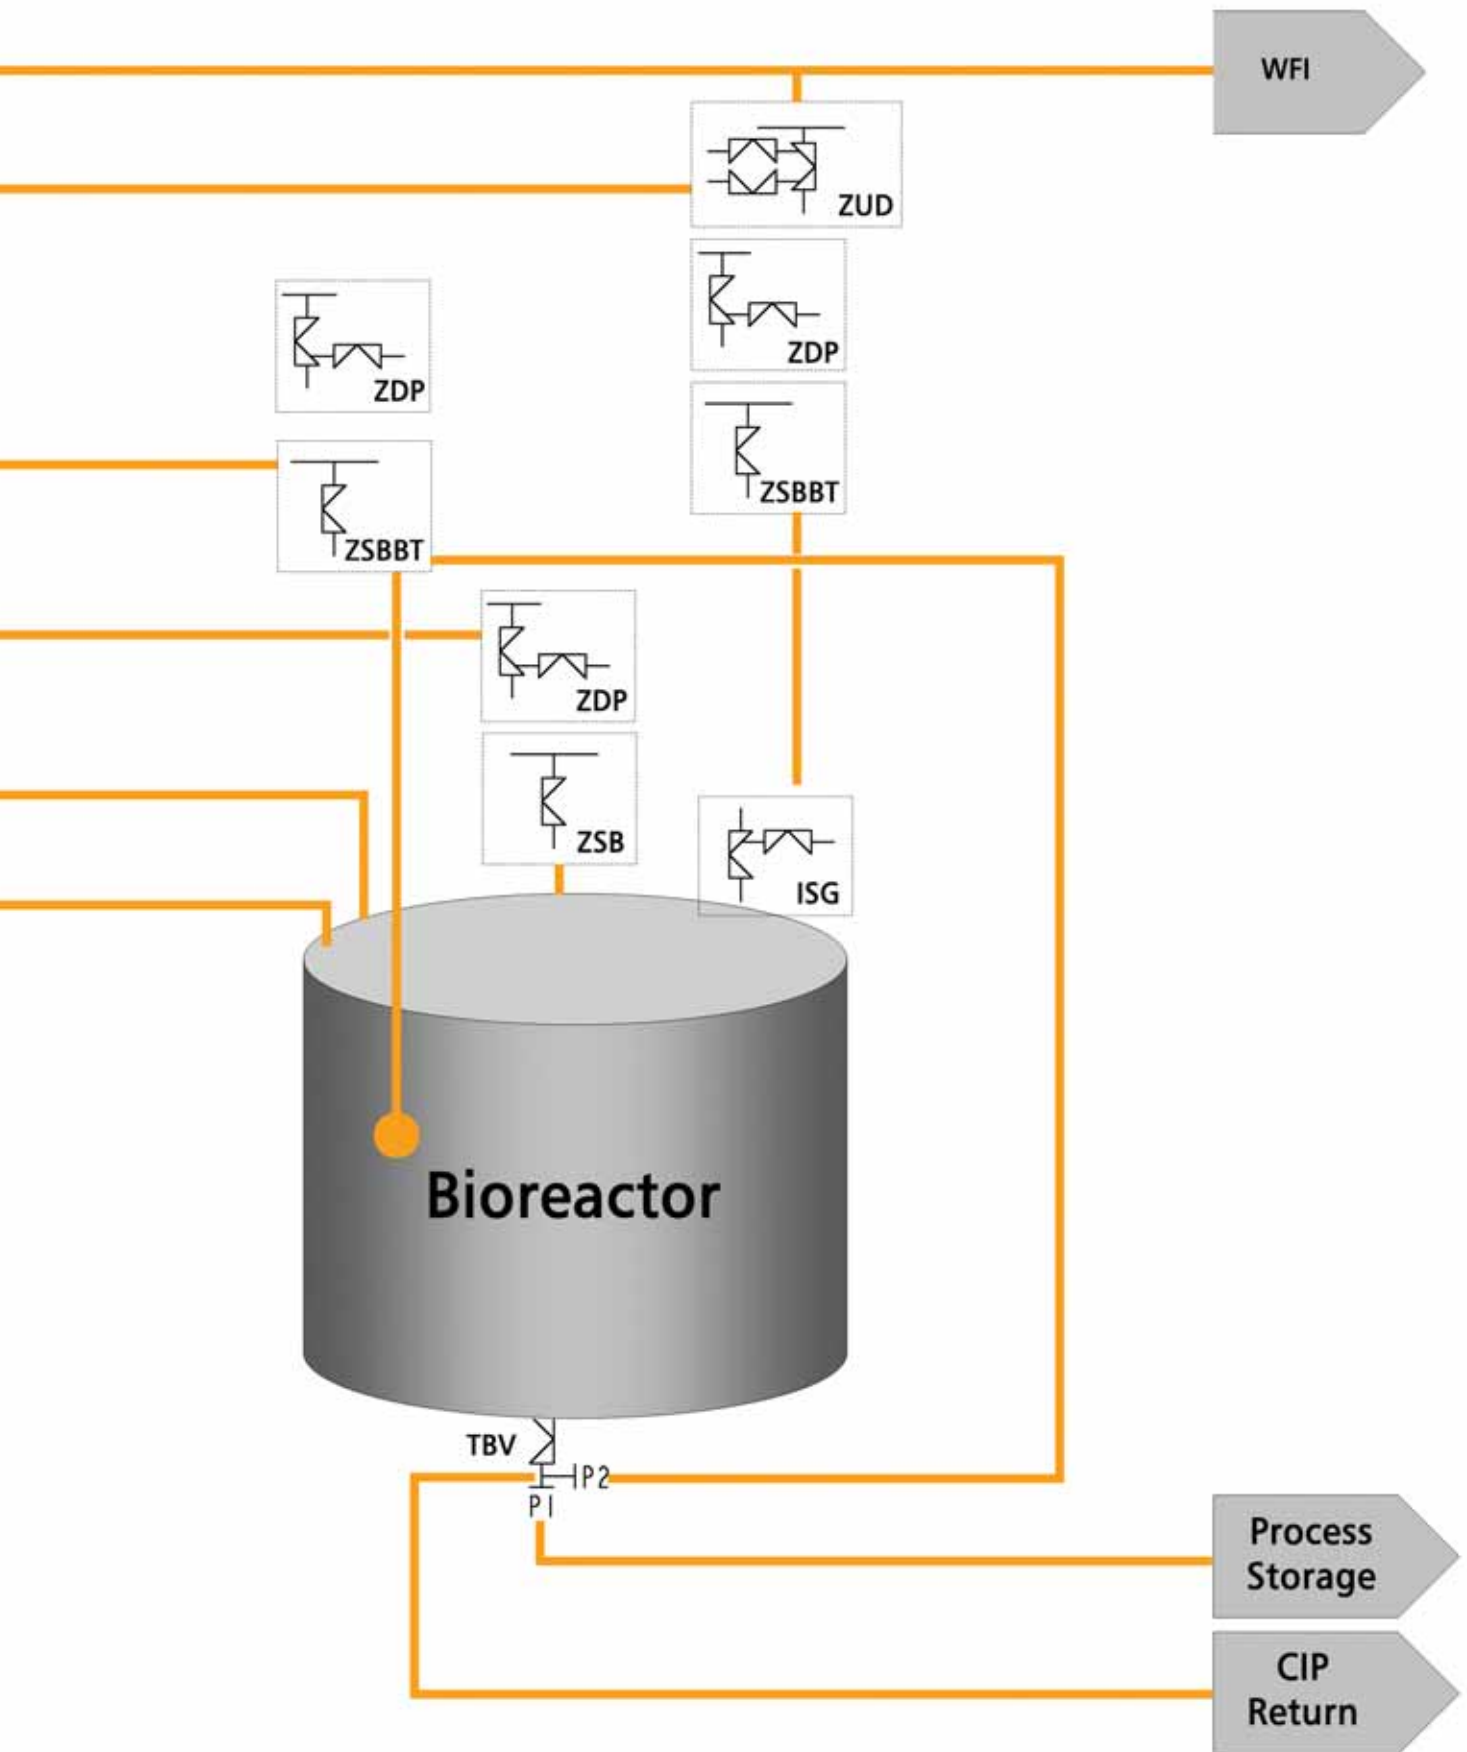 WFI
ZUD
ZDP
ZDP
ZSBBT
ZSBBT
ZDP
ZSB
ISG
Bioreactor
TBV
P2
P1
Process
Storage
CIP
Return